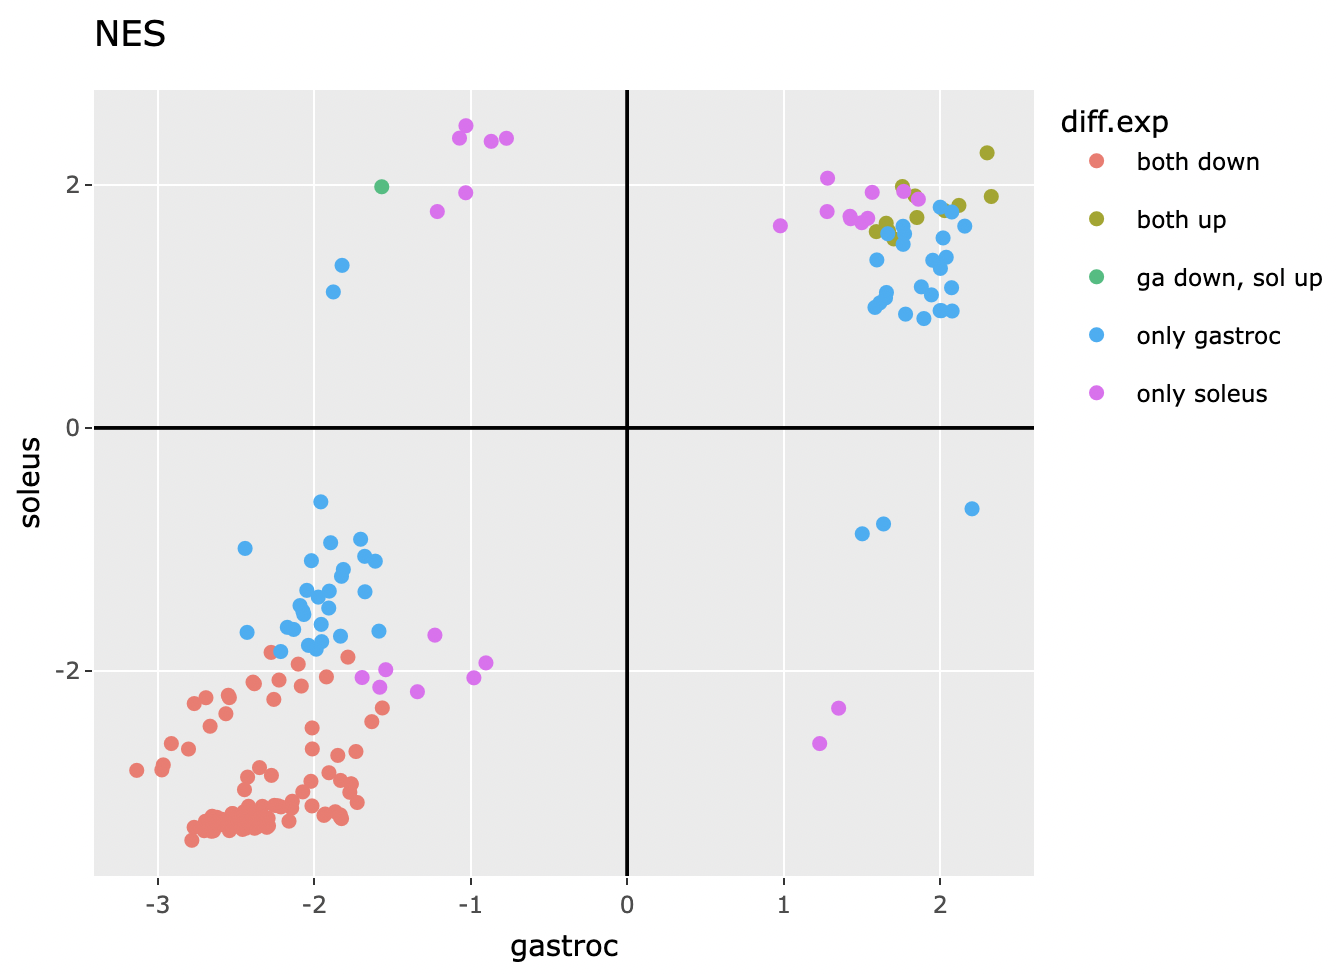 NES
diff.exp
both down
both up
ga down, sol up
only gastroc
only soleus
soleus
2
0
-2
-3
-2
-1
0
1
2
gastroc